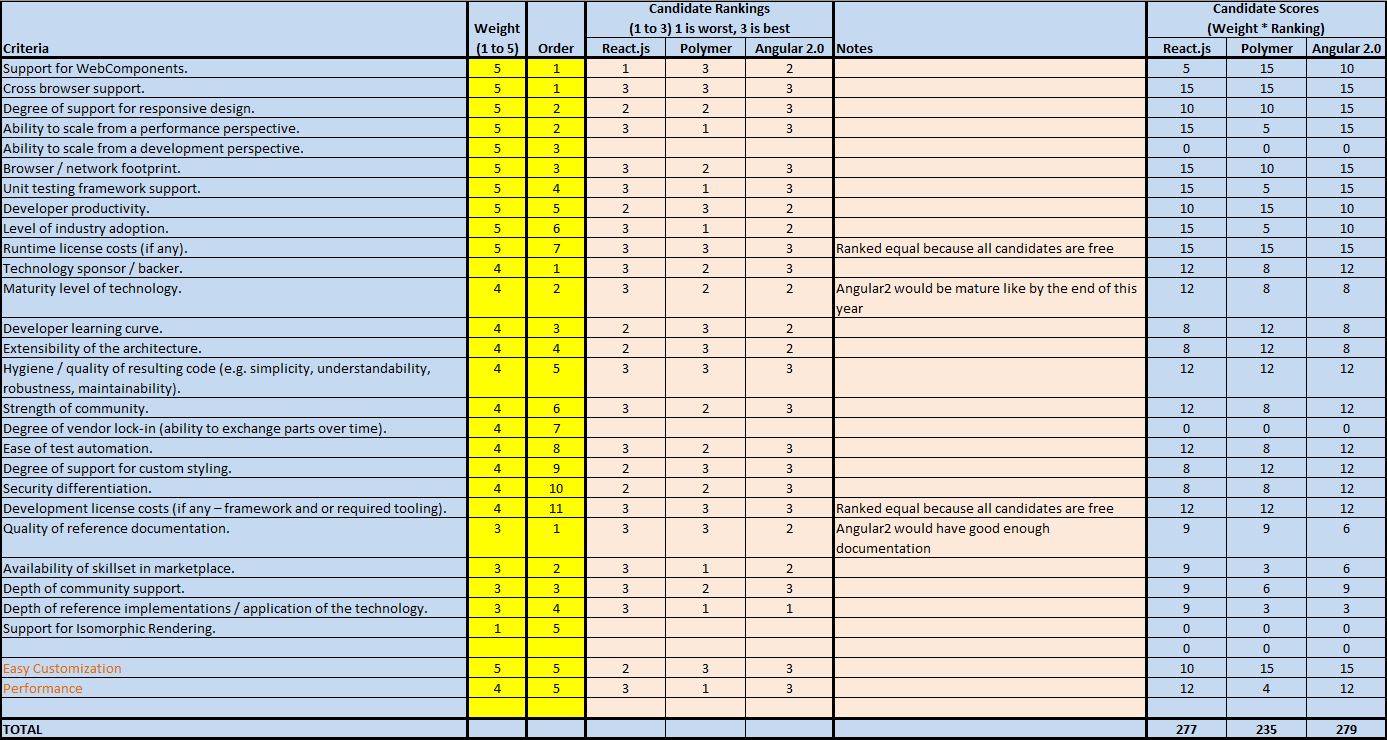 Candidate Rankings Candidate Scores
Weight (1 to 3) 1 is worst, 3 is best (Weight * Ranking)
Criteria (1 to 5) Order React.js Polymer Angular 2.0 Notes React.js Polymer Angular 2.0
Support for WebComponents. 5 1 1 3 2 5 15 10
Cross browser support. 5 1 3 3 3 15 15 15
Degree of support for responsive design. 5 2 2 2 3 10 10 15
Ability to scale from a performance perspective. 5 2 3 1 3 15 5 15
Ability to scale from a development perspective. 5 3 0 0 0
Browser / network footprint. 5 3 3 2 3 15 10 15
Unit testing framework support. 5 4 3 1 3 15 5 15
Developer productivity. 5 5 2 3 2 10 15 10
Level of industry adoption. 5 6 3 1 2 15 5 10
Runtime license costs (if any). 5 7 3 3 3 Ranked equal because all candidates are free 15 15 15
Technology sponsor / backer. 4 1 3 2 3 12 8 12
Maturity level of technology. 4 2 3 2 2 Angular2 would be mature like by the end of this 12 8 8
year
Developer learning curve. 4 3 2 3 2 8 12 8
Extensibility of the architecture. 4 4 2 3 2 8 12 8
Hygiene / quality of resulting code (e.g. simplicity, understandability, 4 5 3 3 3 12 12 12
robustness, maintainability).
Strength of community. 4 6 3 2 3 12 8 12
Degree of vendor lock-in (ability to exchange parts over time). 4 7 0 0 0
Ease of test automation. 4 8 3 2 3 12 8 12
Degree of support for custom styling. 4 9 2 3 3 8 12 12
Security differentiation. 4 10 2 2 3 8 8 12
Development license costs (if any – framework and or required tooling). 4 11 3 3 3 Ranked equal because all candidates are free 12 12 12
Quality of reference documentation. 3 1 3 3 2 Angular2 would have good enough 9 9 6
documentation
Availability of skillset in marketplace. 3 2 3 1 2 9 3 6
Depth of community support. 3 3 3 2 3 9 6 9
Depth of reference implementations / application of the technology. 3 4 3 1 1 9 3 3
Support for Isomorphic Rendering. 1 5 0 0 0
0 0 0
Easy Customization 5 5 2 3 3 10 15 15
Performance 4 5 3 1 3 12 4 12
TOTAL 277 235 279